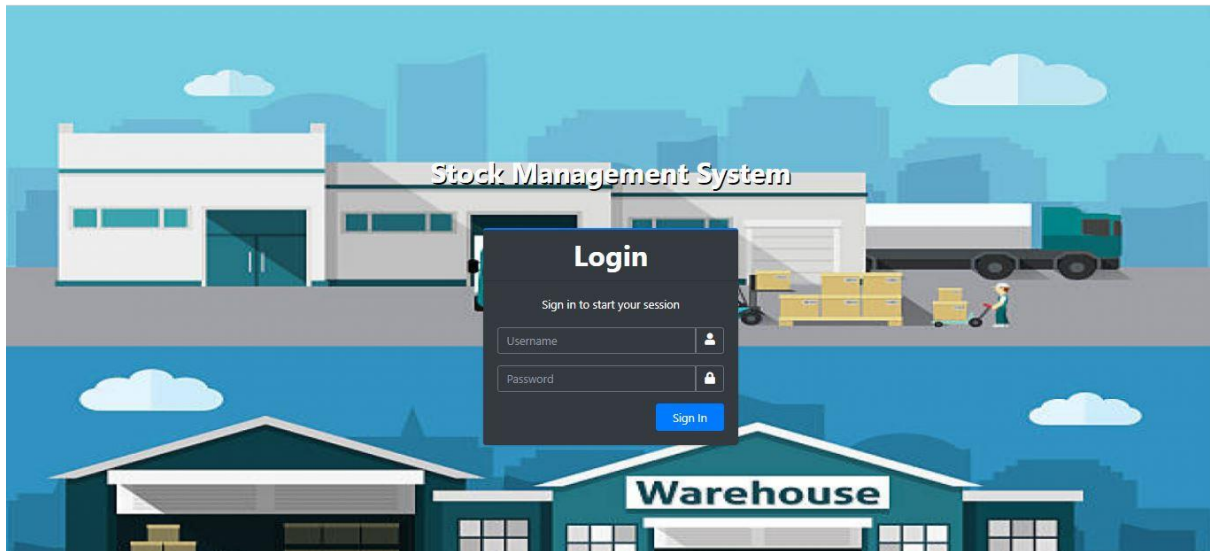 Stock Management System
Login
Sign in to start your session
Username
Password
Sign In
Warehouse